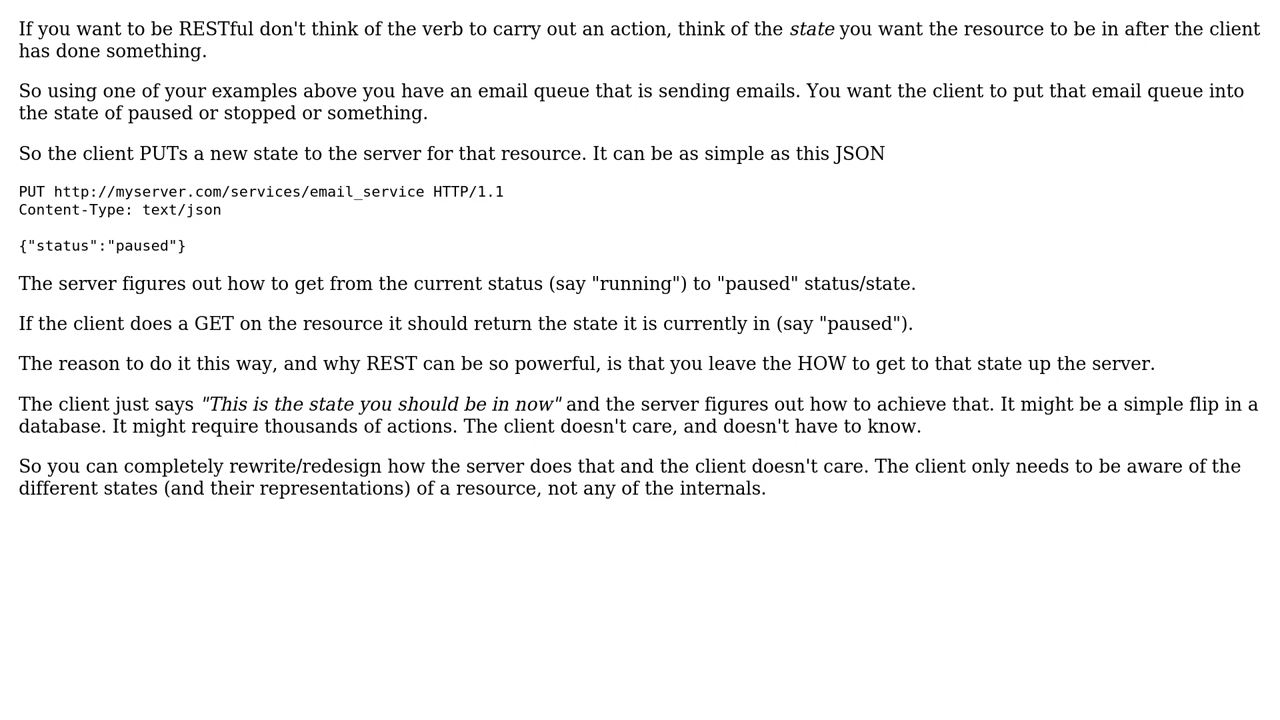 If you want to be RESTful don't think of the verb to carry out an action, think of the state you want the resource to be in after the client
has done something.
So using one of your examples above you have an email queue that is sending emails. You want the client to put that email queue into
the state of paused or stopped or something.
So the client PUTs a new state to the server for that resource. It can be as simple as this JSON
PUT http://myserver.com/services/email_service HTTP/1.1
Content-Type: text/json
{"status":"paused"}
The server figures out how to get from the current status (say "running") to "paused" status/state.
If the client does a GET on the resource it should return the state it is currently in (say "paused").
The reason to do it this way, and why REST can be so powerful, is that you leave the HOW to get to that state up the server.
The client just says "This is the state you should be in now" and the server figures out how to achieve that. It might be a simple flip in a
database. It might require thousands of actions. The client doesn't care, and doesn't have to know.
So you can completely rewrite/redesign how the server does that and the client doesn't care. The client only needs to be aware of the
different states (and their representations) of a resource, not any of the internals.